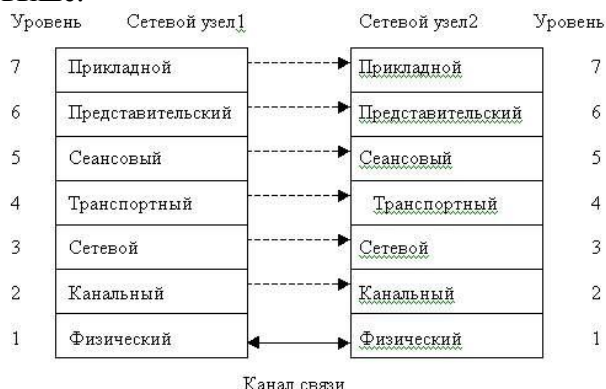 Уровень Сетевой узел1 Сетевой узел2 Уровень
7 Прикладной Прикладной 7
6 Представительский Представительский 6
5 Сеансовый Сеансовый 5
4 Транспортный Транспортный 4
3 Сетевой Сетевой 3
2 Канальный Канальный 2
1 Физический Физический 1
Канал связи